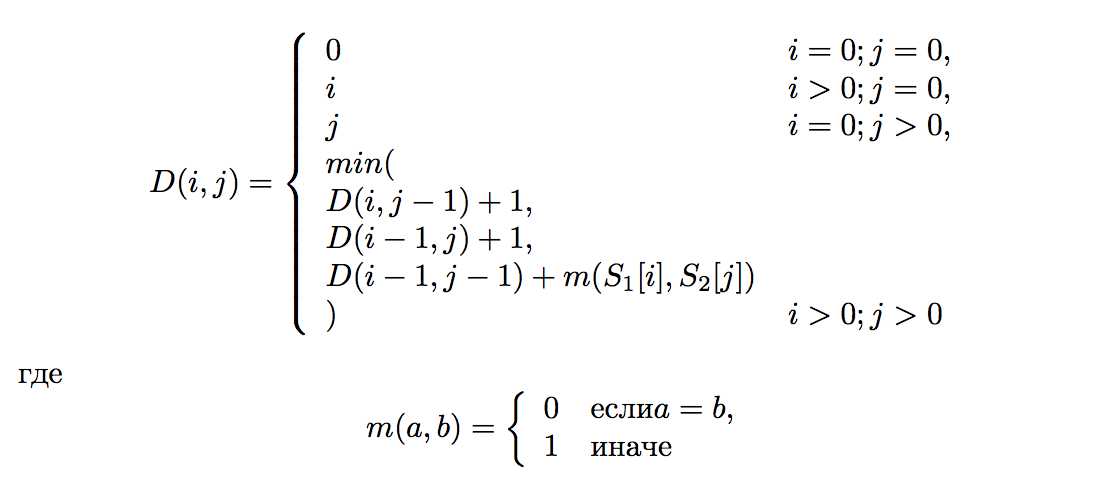 0 i = 0; j = 0,
i i > 0; j = 0,
j i = 0; j > 0,
min(
D(i, j) =
D(i, j − 1) + 1,
D(i − 1, j) + 1,
D(i − 1, j − 1) + m(S₁[i], S₂[j])
) i > 0; j > 0
где
m(a, b) =
0 еслиa = b,
1 иначе